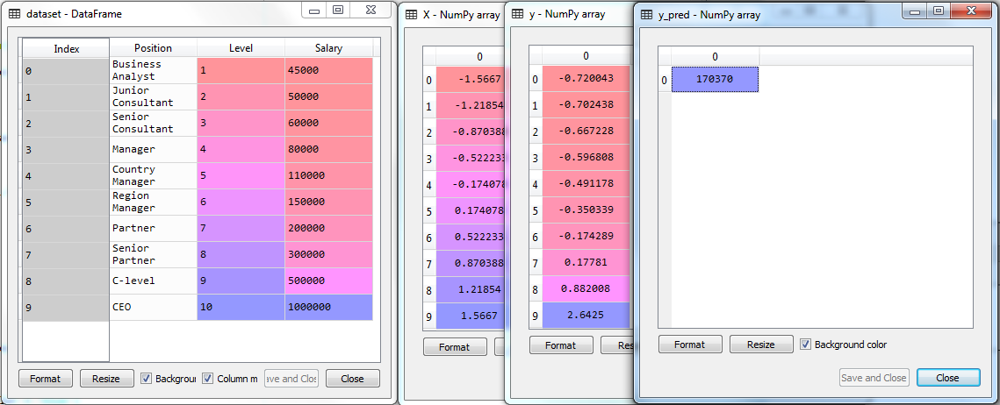 dataset - DataFrame
Index Position Level Salary
0 Business Analyst 1 45000
1 Junior Consultant 2 50000
2 Senior Consultant 3 60000
3 Manager 4 80000
4 Country Manager 5 110000
5 Region Manager 6 150000
6 Partner 7 200000
7 Senior Partner 8 300000
8 C-level 9 500000
9 CEO 10 1000000
Format Resize Backgrou Column m ave and Clos Close
X - NumPy array
0
0 -1.5667
1 -1.21854
2 -0.870388
3 -0.522233
4 -0.174078
5 0.174078
6 0.522233
7 0.870388
8 1.21854
9 1.5667
Format
y - NumPy array
0
0 -0.720043
1 -0.702438
2 -0.667228
3 -0.596808
4 -0.491178
5 -0.350339
6 -0.174289
7 0.17781
8 0.882008
9 2.6425
Format Res
y_pred - NumPy array
0
0 170370
Format Resize Background color
Save and Close Close